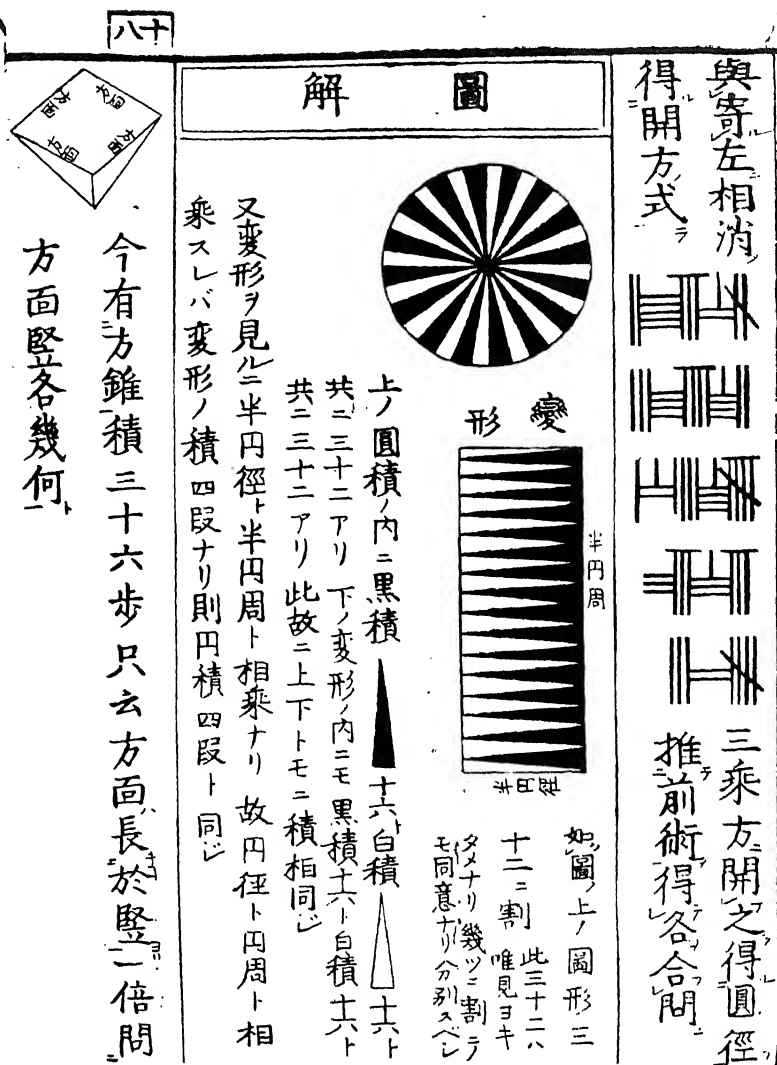 十八
與寄左相消
得開方式
三乘方開之得圓徑
推前術得各合問
圖解
變形
半円周
半円徑
如圖上ノ圓形三
十二ニ割 此三十二ハ
唯見ヨキ
タメナリ幾ツニ割テ
モ同意ナリ分別スベシ
上ノ圓積ノ内ニ黒積 十六ト白積 十六ト
共ニ三十二アリ 下ノ変形ノ内ニモ黒積十六ト白積十六ト
共ニ三十二アリ 此故ニ上下トモニ積相同じ
又変形ヲ見ルニ半円徑ト半円周ト相乘ナリ 故円径ト円周ト相
乘スレバ変形ノ積四段ナリ則円積四段ト同じ
方面
方面
今有方錐積三十六歩只云方面ハ長於竪一倍問
方面竪各幾何